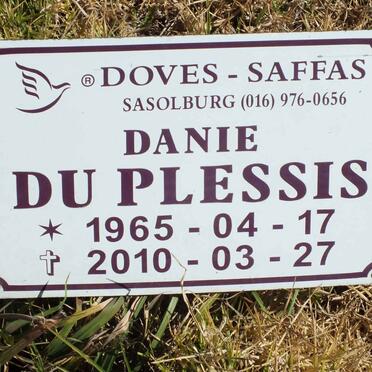 ® DOVES - SAFFAS
SASOLBURG (016) 976-0656
DANIE
DU PLESSIS
1965 - 04 - 17
2010 - 03 - 27